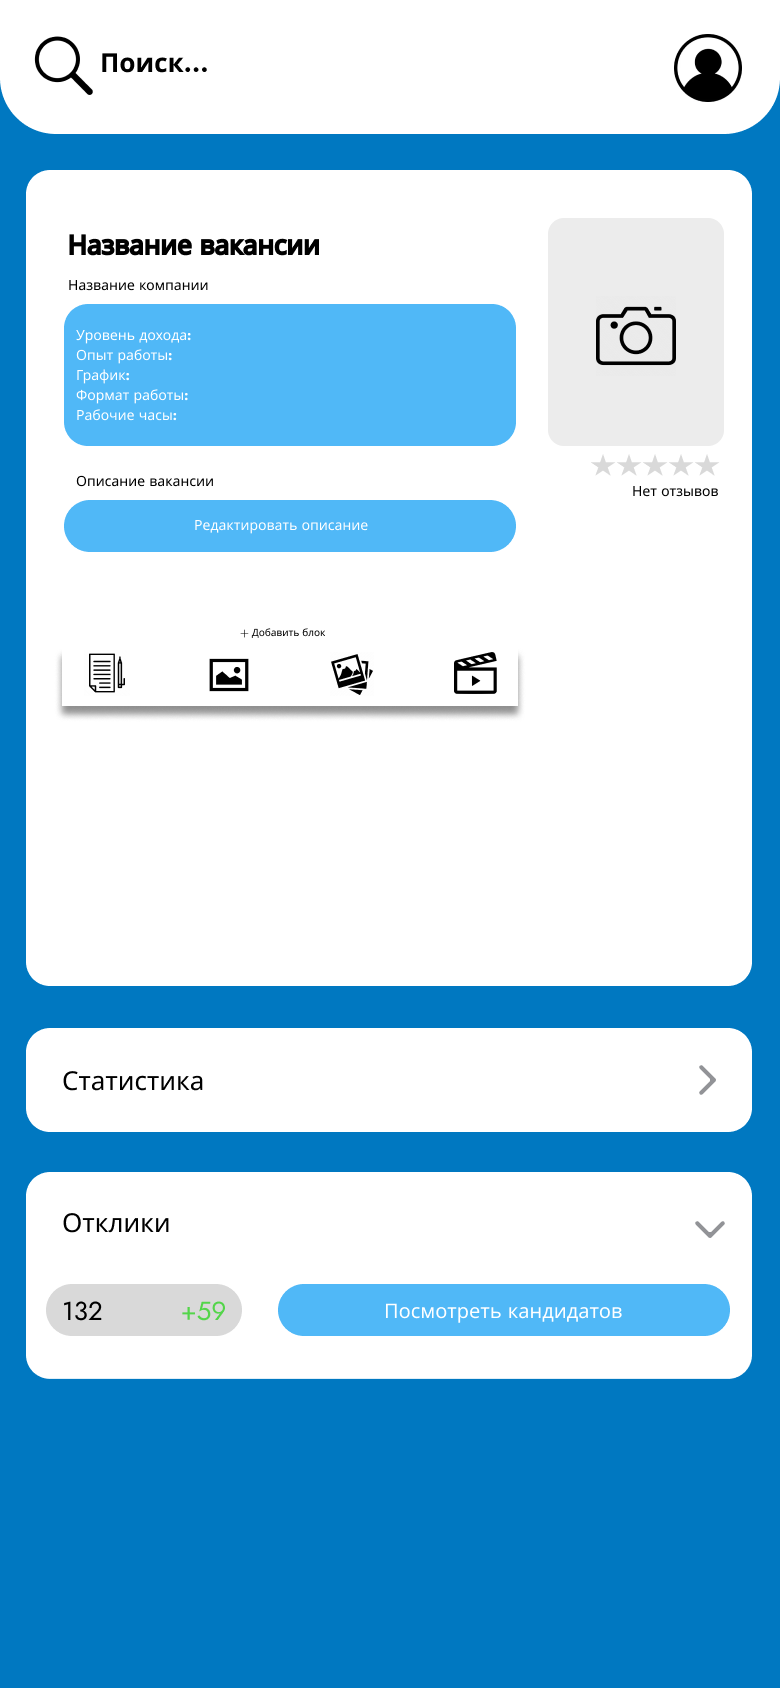 Поиск...
Название вакансии
Название компании
Уровень дохода:
Опыт работы:
График:
Формат работы:
Рабочие часы:
Нет отзывов
Описание вакансии
Редактировать описание
+ Добавить блок
Статистика
Отклики
132 +59 Посмотреть кандидатов